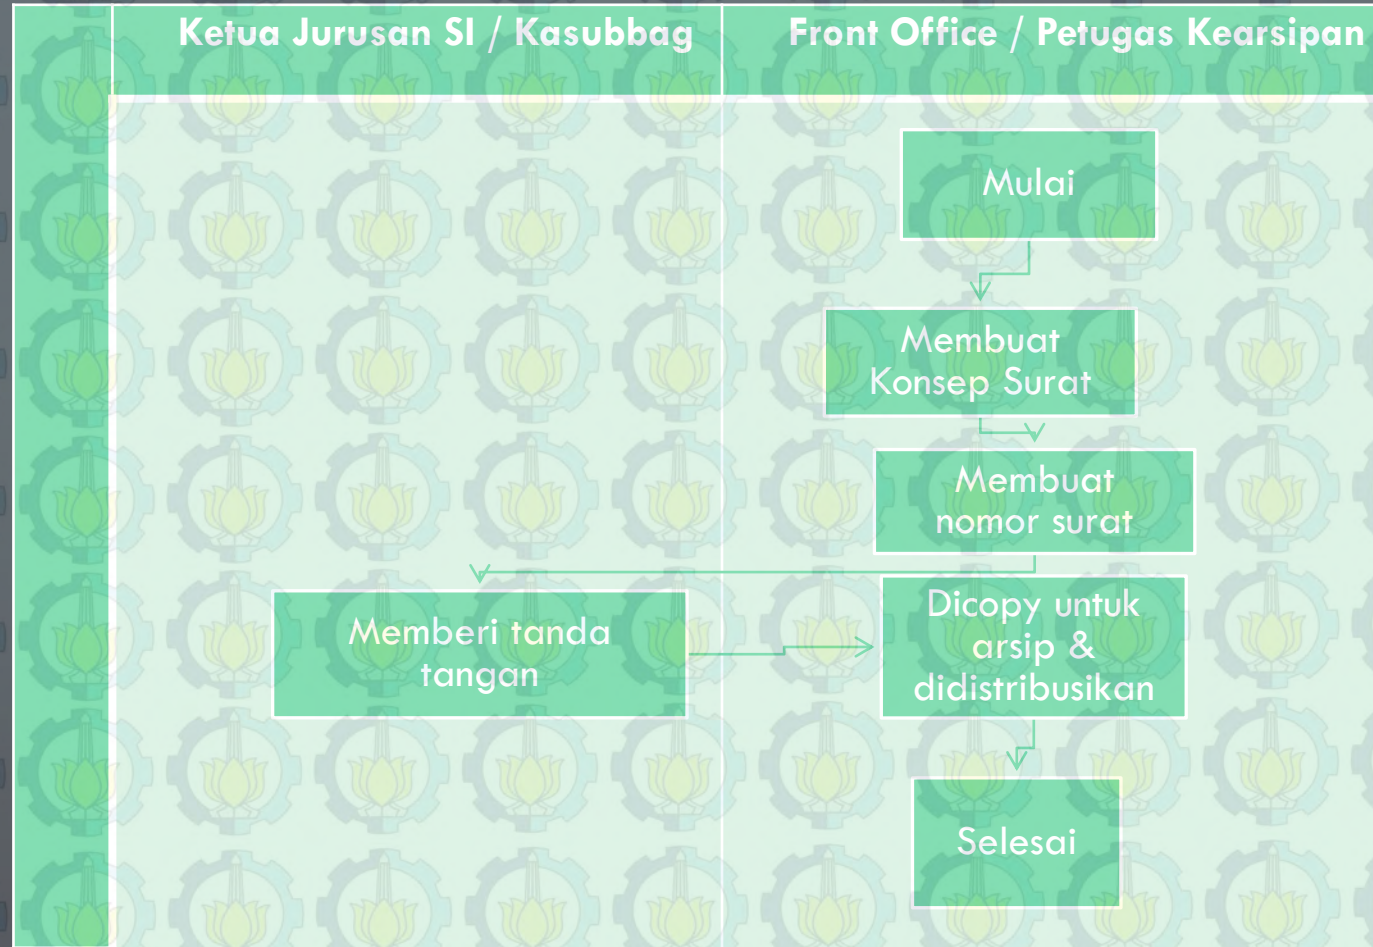 Ketua Jurusan SI / Kasubbag
Front Office / Petugas Kearsipan
Mulai
Membuat
Konsep Surat
Membuat
nomor surat
Memberi tanda
tangan
Dicopy untuk
arsip &
didistribusikan
Selesai